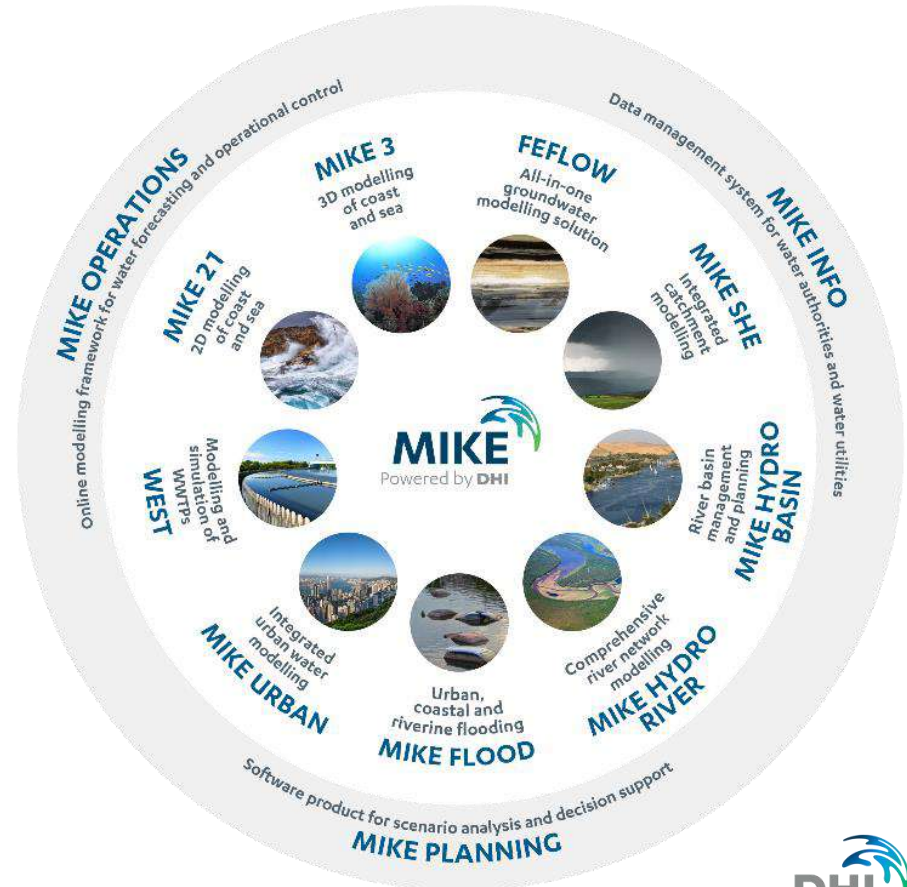 MIKE OPERATIONS
Online modelling framework for water forecasting and operational control
Data management system for water authorities and water utilities
MIKE INFO
MIKE 3
3D modelling
of coast
and sea
FEFLOW
All-in-one
groundwater
modelling solution
MIKE 21
2D modelling
of coast
and sea
MIKE SHE
Integrated
catchment
modelling
MIKE
Powered by DHI
Modelling and
simulation of
WWTPs
WEST
River basin
management
and planning
MIKE HYDRO
BASIN
Integrated
urban water
modelling
MIKE URBAN
Urban,
coastal and
riverine flooding
MIKE FLOOD
Comprehensive
river network
modelling
MIKE HYDRO
RIVER
Software product for scenario analysis and decision support
MIKE PLANNING
DHI